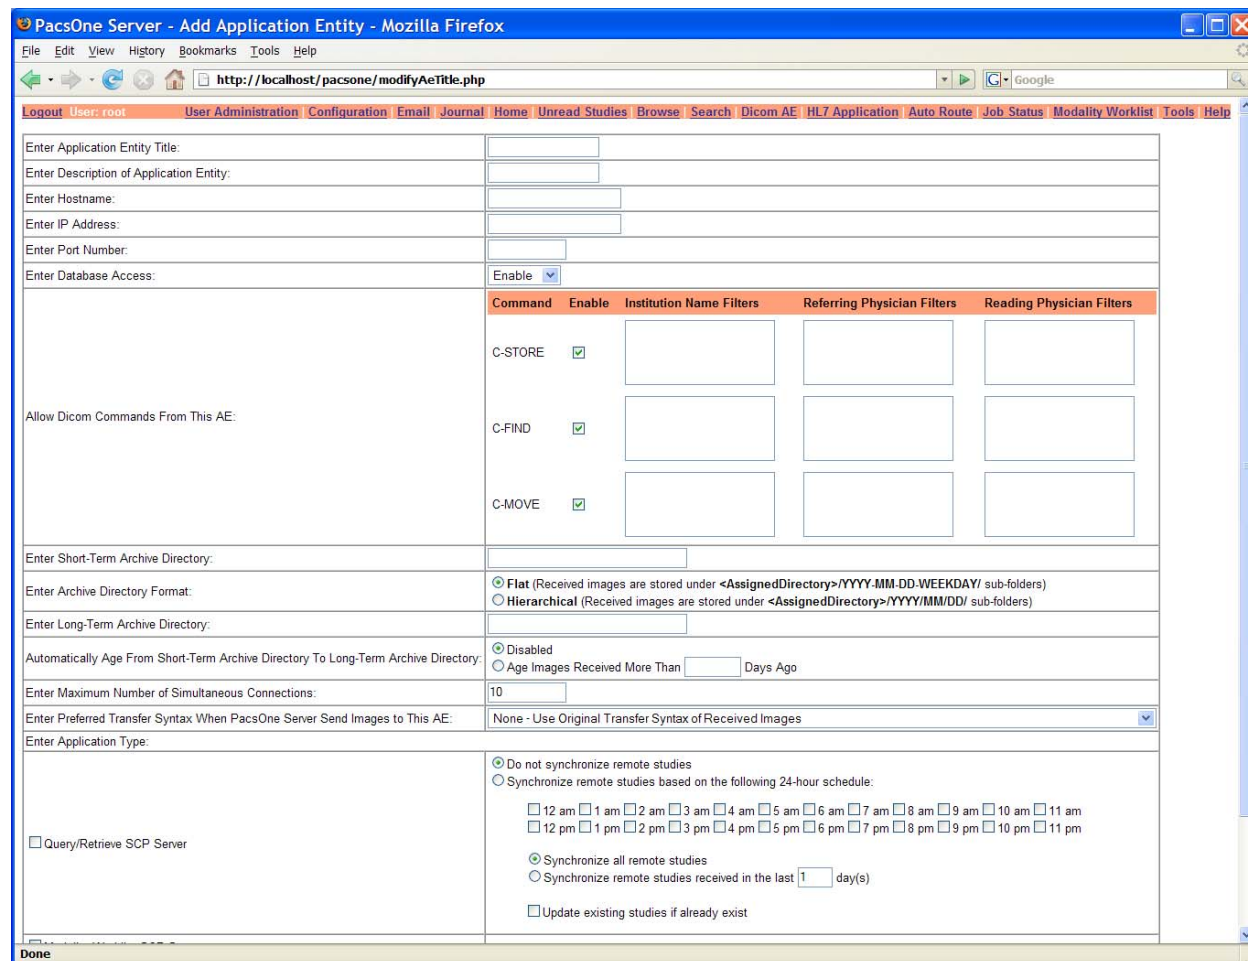 PacsOne Server - Add Application Entity - Mozilla Firefox
File Edit View History Bookmarks Tools Help
http://localhost/pacsone/modifyAeTitle.php
G Google
Logout User: root User Administration | Configuration | Email | Journal | Home | Unread Studies | Browse | Search | Dicom AE | HL7 Application | Auto Route | Job Status | Modality Worklist | Tools | Help
Enter Application Entity Title:
Enter Description of Application Entity:
Enter Hostname:
Enter IP Address:
Enter Port Number:
Enter Database Access: Enable
Command Enable Institution Name Filters Referring Physician Filters Reading Physician Filters
C-STORE
Allow Dicom Commands From This AE:
C-FIND
C-MOVE
Enter Short-Term Archive Directory:
Enter Archive Directory Format:
Flat (Received images are stored under <AssignedDirectory>/YYYY-MM-DD-WEEKDAY/ sub-folders)
Hierarchical (Received images are stored under <AssignedDirectory>/YYYY/MM/DD/ sub-folders)
Enter Long-Term Archive Directory:
Automatically Age From Short-Term Archive Directory To Long-Term Archive Directory:
Disabled
Age Images Received More Than Days Ago
Enter Maximum Number of Simultaneous Connections: 10
Enter Preferred Transfer Syntax When PacsOne Server Send Images to This AE: None - Use Original Transfer Syntax of Received Images
Enter Application Type:
Do not synchronize remote studies
Synchronize remote studies based on the following 24-hour schedule:
12 am 1 am 2 am 3 am 4 am 5 am 6 am 7 am 8 am 9 am 10 am 11 am
12 pm 1 pm 2 pm 3 pm 4 pm 5 pm 6 pm 7 pm 8 pm 9 pm 10 pm 11 pm
Query/Retrieve SCP Server
Synchronize all remote studies
Synchronize remote studies received in the last 1 day(s)
Update existing studies if already exist
Done